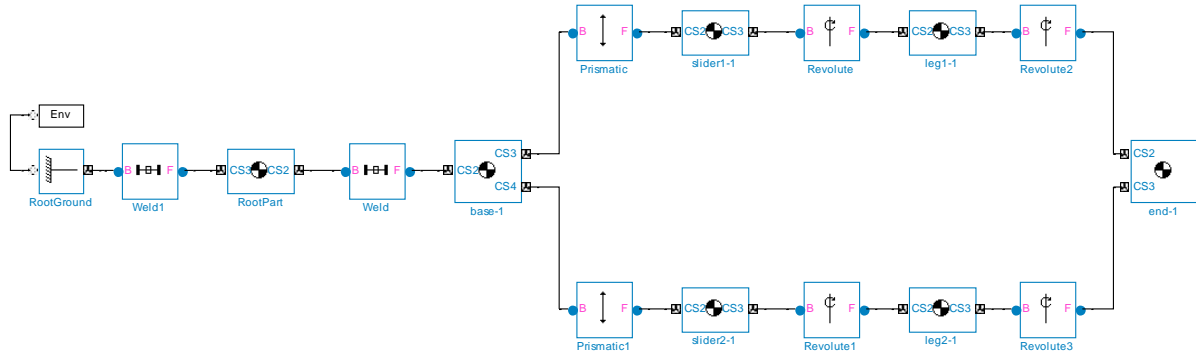 B F
Prismatic
CS2 CS3
slider1-1
B F
Revolute
CS2 CS3
leg1-1
B F
Revolute2
Env
RootGround
B F
Weld1
CS3 CS2
RootPart
B F
Weld
CS3
CS2
CS4
base-1
CS2
CS3
end-1
B F
Prismatic1
CS2 CS3
slider2-1
B F
Revolute1
CS2 CS3
leg2-1
B F
Revolute3